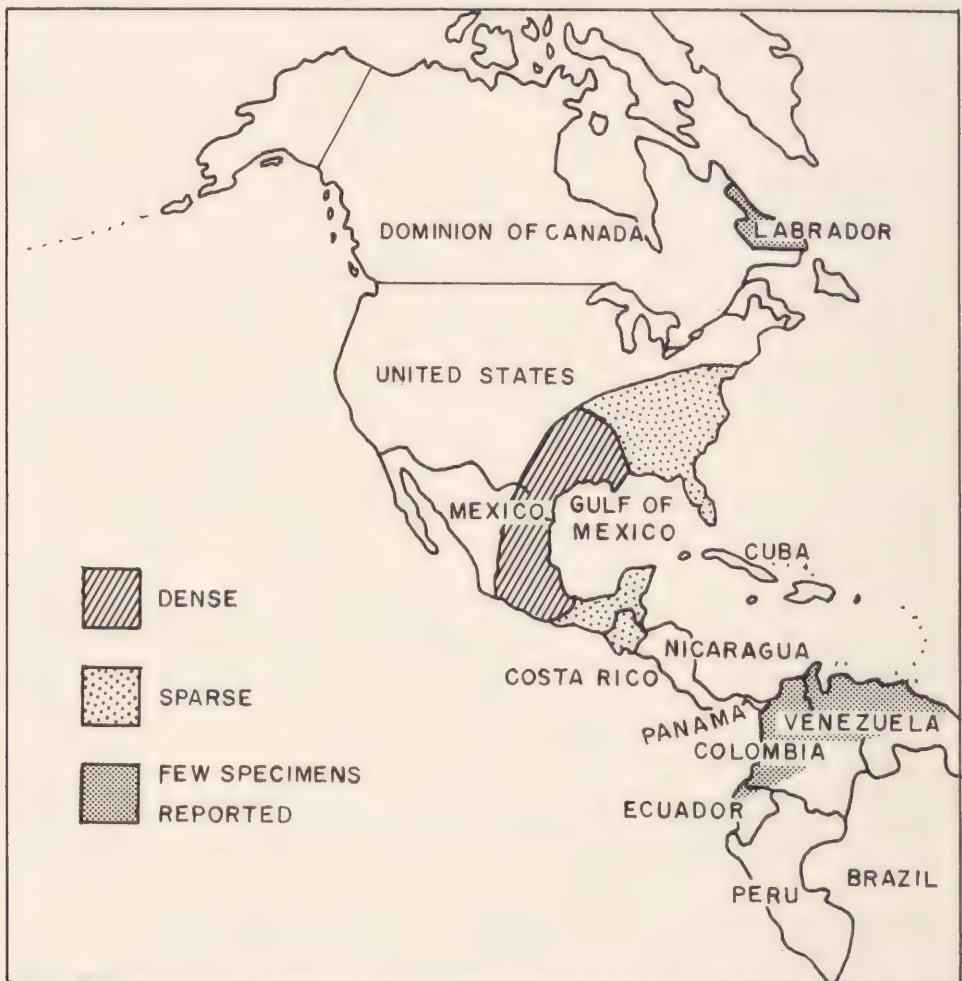 DOMINION OF CANADA
LABRADOR
UNITED STATES
MEXICO
GULF OF
MEXICO
CUBA
DENSE
SPARSE
FEW SPECIMENS
REPORTED
NICARAGUA
COSTA RICO
PANAMA
VENEZUELA
COLOMBIA
ECUADOR
PERU
BRAZIL